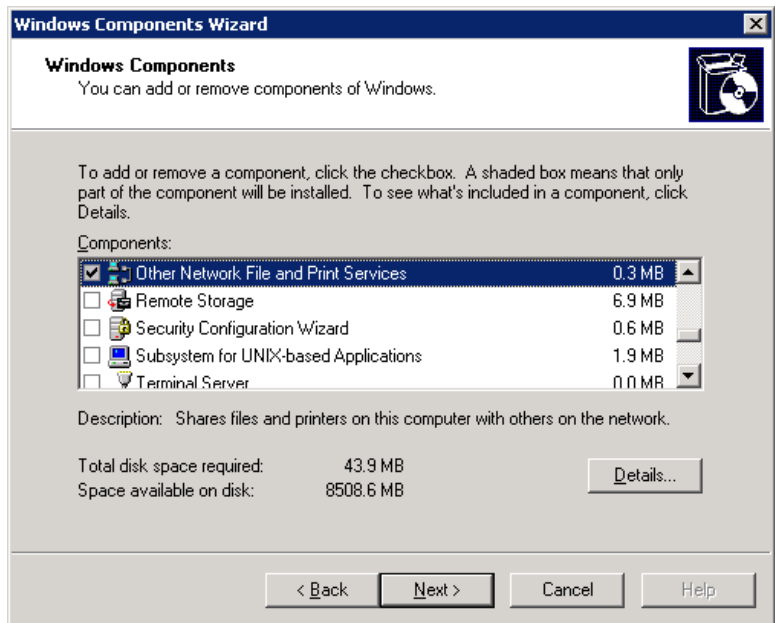 Windows Components Wizard
Windows Components
You can add or remove components of Windows.
To add or remove a component, click the checkbox. A shaded box means that only
part of the component will be installed. To see what's included in a component, click
Details.
Components:
Other Network File and Print Services 0.3 MB
Remote Storage 6.9 MB
Security Configuration Wizard 0.6 MB
Subsystem for UNIX-based Applications 1.9 MB
Terminal Server 0.0 MB
Description: Shares files and printers on this computer with others on the network.
Total disk space required: 43.9 MB
Space available on disk: 8508.6 MB
Details...
< Back Next > Cancel Help